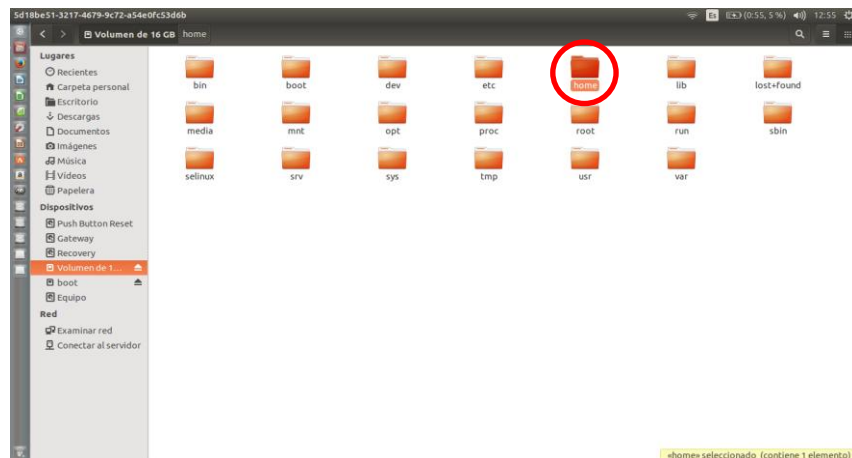 5d18be51-3217-4679-9c72-a54e0fc53d6b
Es (0:55, 5 %) 12:55
Volumen de 16 GB home
Lugares
Recientes
Carpeta personal
Escritorio
Descargas
Documentos
Imágenes
Música
Vídeos
Papelera
Dispositivos
Push Button Reset
Gateway
Recovery
Volumen de 1...
boot
Equipo
Red
Examinar red
Conectar al servidor
bin boot dev etc home lib lost+found
media mnt opt proc root run sbin
selinux srv sys tmp usr var
«home» seleccionado (contiene 1 elemento)